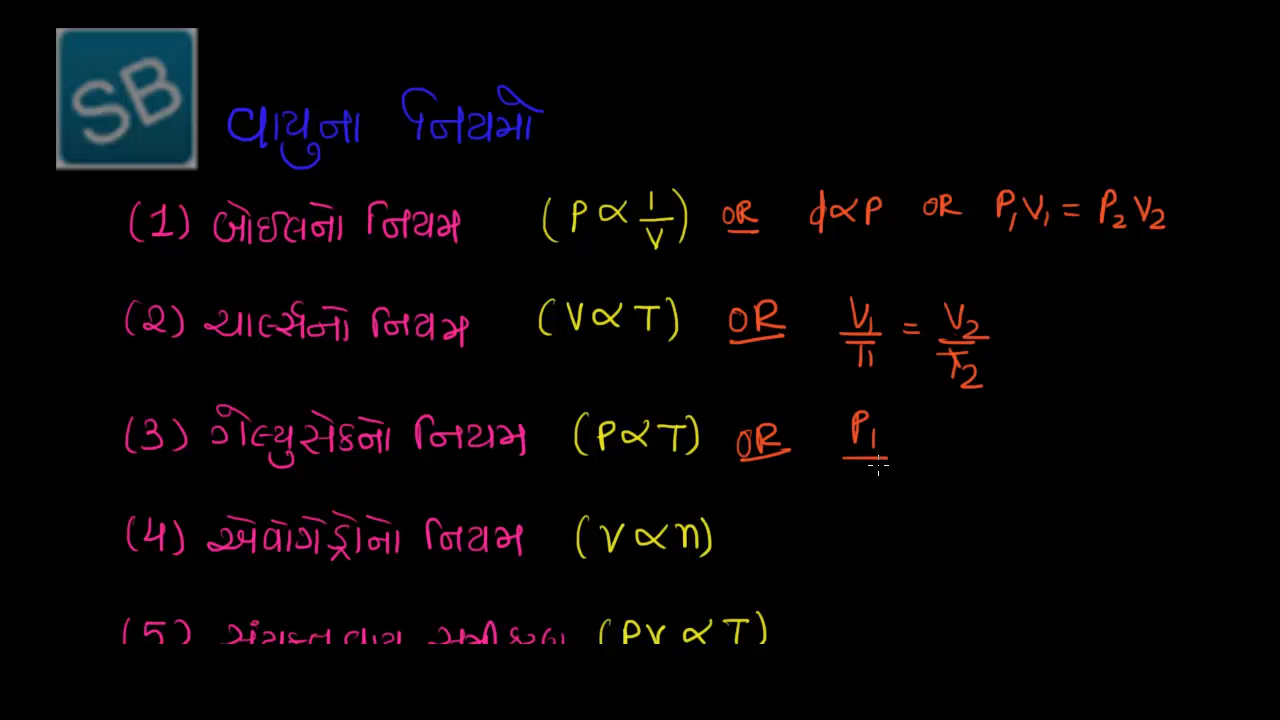 SB
વાયુના નિયમો
(1) બોઈલનો નિયમ (P ∝ 1/V) OR d ∝ P OR P₁V₁ = P₂V₂
(2) ચાર્લ્સનો નિયમ (V ∝ T) OR V₁/T₁ = V₂/T₂
(3) ગેલ્યુસેકનો નિયમ (P ∝ T) OR P₁
(4) એવોગેડ્રોનો નિયમ (V ∝ n)
(5) (PV ∝ T)